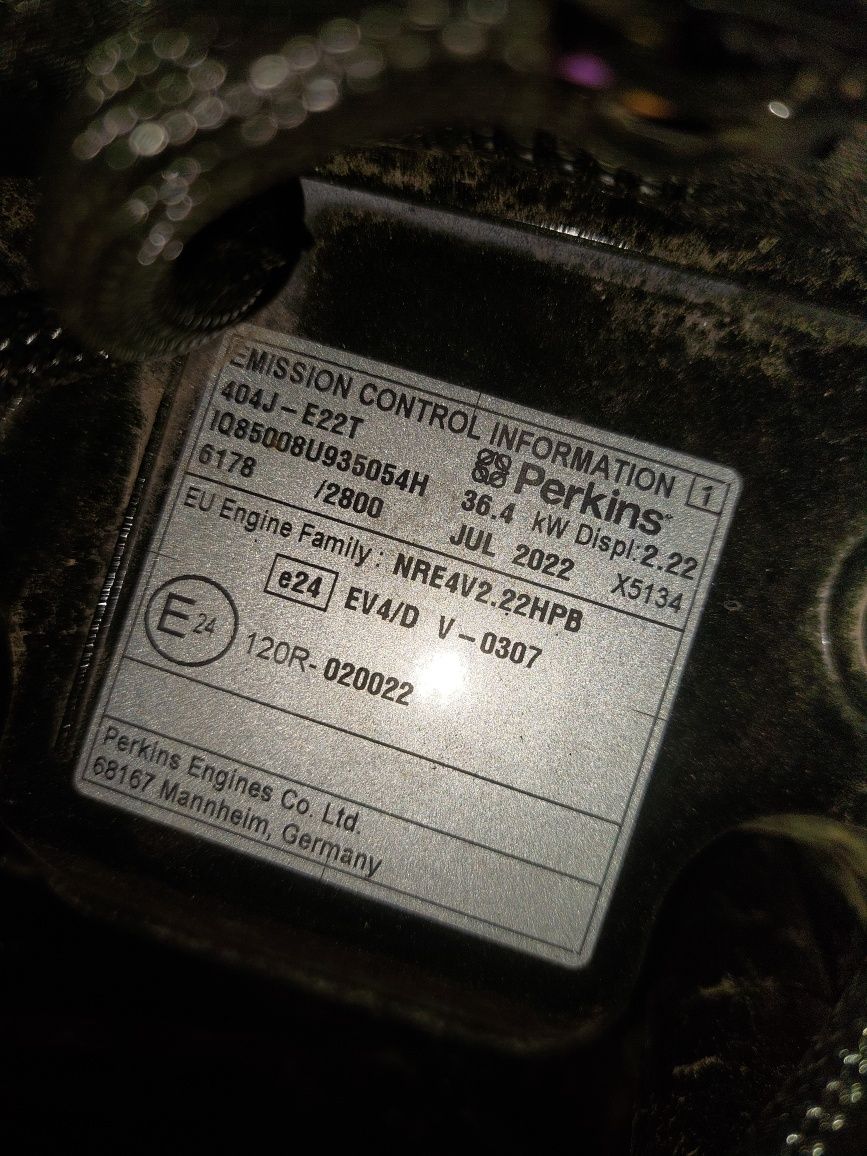 EMISSION CONTROL INFORMATION 1
404J-E22T Perkins
IQ85008U935054H 36.4 kW Displ:2.22
6178 /2800 JUL 2022 X5134
EU Engine Family: NRE4V2.22HPB
e24 EV4/D V-0307
E24 120R-020022
Perkins Engines Co. Ltd.
68167 Mannheim, Germany